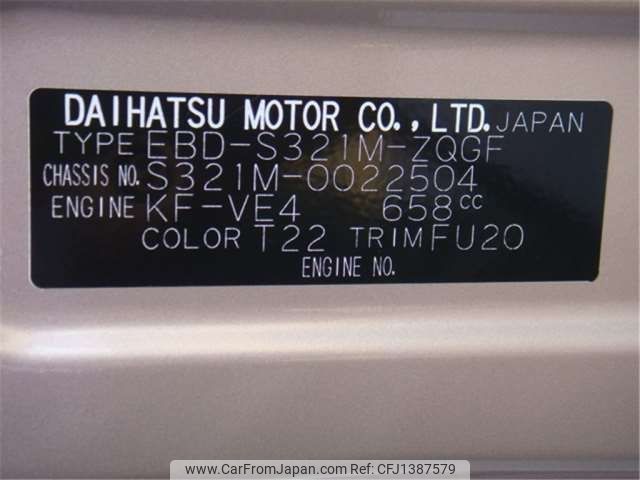 DAIHATSU MOTOR CO., LTD. JAPAN
TYPE EBD-S321M-ZQGF
CHASSIS NO. S321M-0022504
ENGINE KF-VE4 658CC
COLOR T22 TRIM FU20
ENGINE NO.
www.CarFromJapan.com REF NO: CFJ1387579